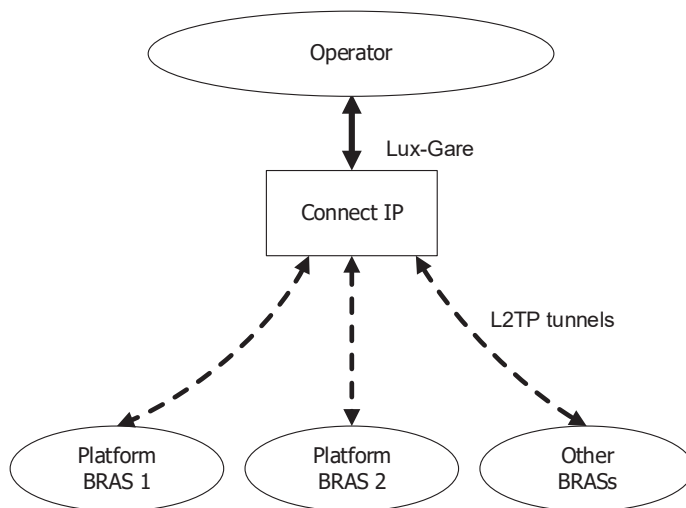 Operator
Lux-Gare
Connect IP
L2TP tunnels
Platform
BRAS 1
Platform
BRAS 2
Other
BRASs